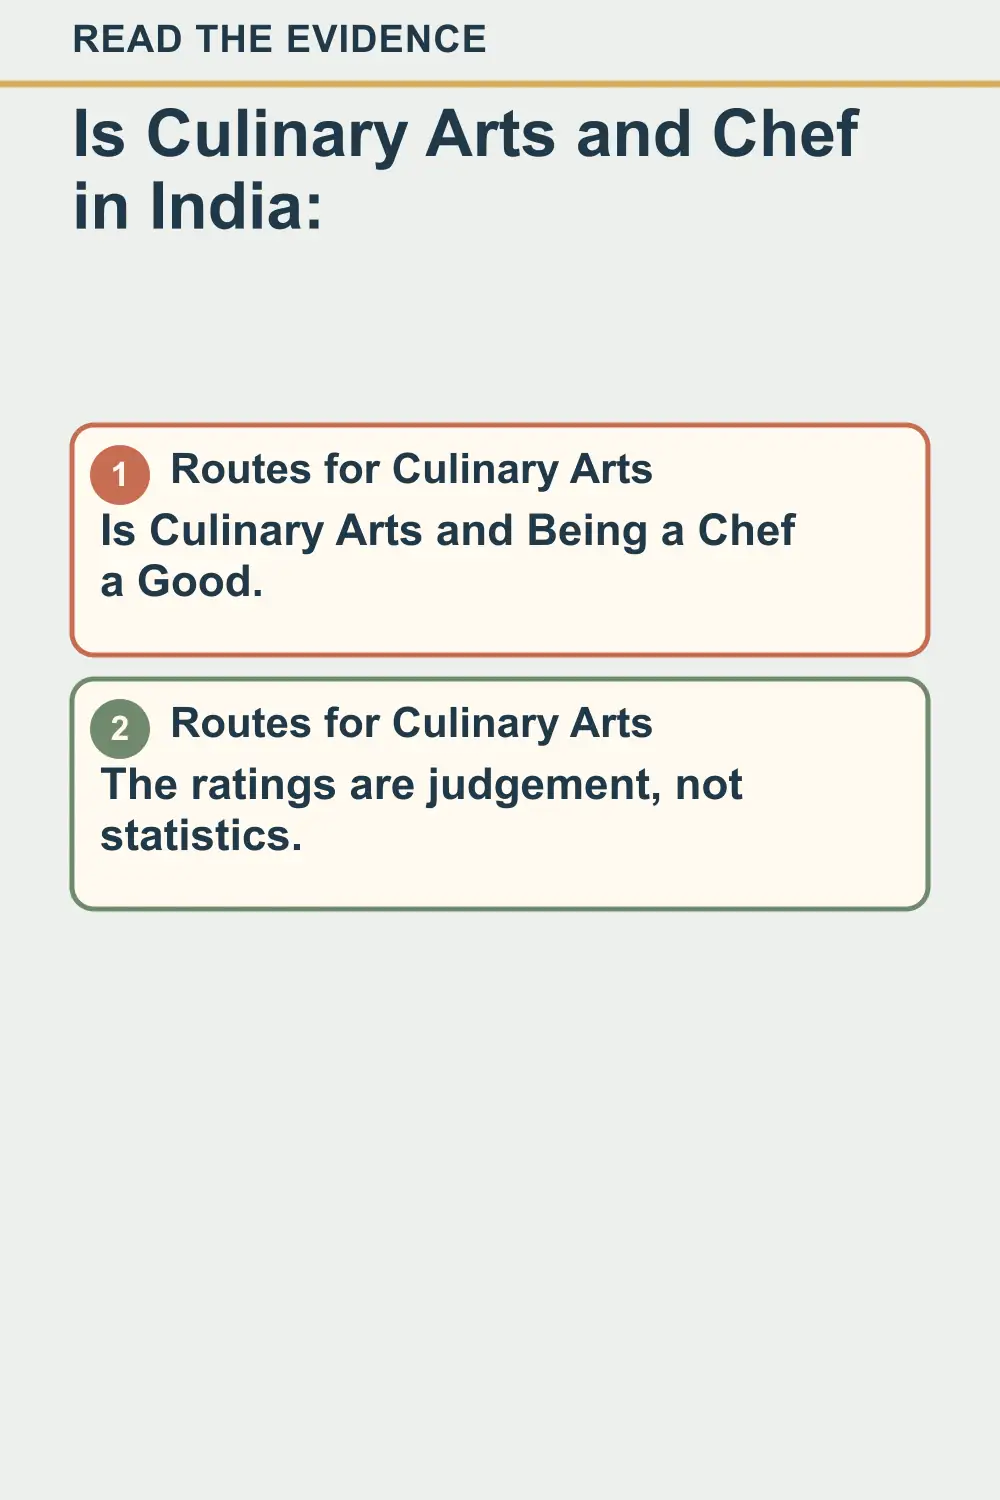 READ THE EVIDENCE
Is Culinary Arts and Chef
in India:
1 Routes for Culinary Arts
Is Culinary Arts and Being a Chef
a Good.
2 Routes for Culinary Arts
The ratings are judgement, not
statistics.